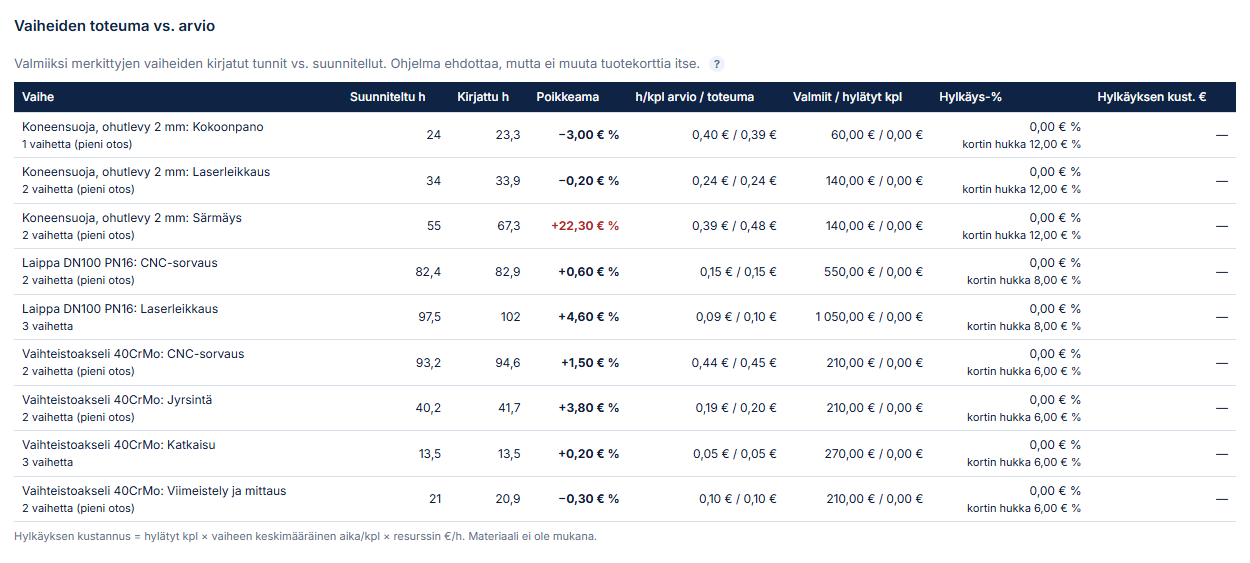 Vaiheiden toteuma vs. arvio
Valmiiksi merkittyjen vaiheiden kirjatut tunnit vs. suunnitellut. Ohjelma ehdottaa, mutta ei muuta tuotekorttia itse. ?
Vaihe Suunniteltu h Kirjattu h Poikkeama h/kpl arvio / toteuma Valmiit / hylätyt kpl Hylkäys-% Hylkäyksen kust. €
Koneensuoja, ohutlevy 2 mm: Kokoonpano 24 23,3 −3,00 € % 0,40 € / 0,39 € 60,00 € / 0,00 € 0,00 € % —
1 vaihetta (pieni otos) kortin hukka 12,00 € %
Koneensuoja, ohutlevy 2 mm: Laserleikkaus 34 33,9 −0,20 € % 0,24 € / 0,24 € 140,00 € / 0,00 € 0,00 € % —
2 vaihetta (pieni otos) kortin hukka 12,00 € %
Koneensuoja, ohutlevy 2 mm: Särmäys 55 67,3 +22,30 € % 0,39 € / 0,48 € 140,00 € / 0,00 € 0,00 € % —
2 vaihetta (pieni otos) kortin hukka 12,00 € %
Laippa DN100 PN16: CNC-sorvaus 82,4 82,9 +0,60 € % 0,15 € / 0,15 € 550,00 € / 0,00 € 0,00 € % —
2 vaihetta (pieni otos) kortin hukka 8,00 € %
Laippa DN100 PN16: Laserleikkaus 97,5 102 +4,60 € % 0,09 € / 0,10 € 1 050,00 € / 0,00 € 0,00 € % —
3 vaihetta kortin hukka 8,00 € %
Vaihteistoakseli 40CrMo: CNC-sorvaus 93,2 94,6 +1,50 € % 0,44 € / 0,45 € 210,00 € / 0,00 € 0,00 € % —
2 vaihetta (pieni otos) kortin hukka 6,00 € %
Vaihteistoakseli 40CrMo: Jyrsintä 40,2 41,7 +3,80 € % 0,19 € / 0,20 € 210,00 € / 0,00 € 0,00 € % —
2 vaihetta (pieni otos) kortin hukka 6,00 € %
Vaihteistoakseli 40CrMo: Katkaisu 13,5 13,5 +0,20 € % 0,05 € / 0,05 € 270,00 € / 0,00 € 0,00 € % —
3 vaihetta kortin hukka 6,00 € %
Vaihteistoakseli 40CrMo: Viimeistely ja mittaus 21 20,9 −0,30 € % 0,10 € / 0,10 € 210,00 € / 0,00 € 0,00 € % —
2 vaihetta (pieni otos) kortin hukka 6,00 € %
Hylkäyksen kustannus = hylätyt kpl × vaiheen keskimääräinen aika/kpl × resurssin €/h. Materiaali ei ole mukana.